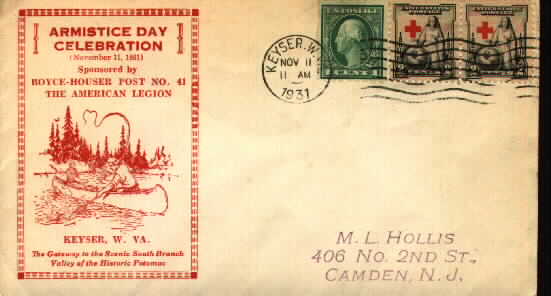 ARMISTICE DAY
CELEBRATION
(November 11, 1931)
Sponsored by
BOYCE-HOUSER POST NO. 41
THE AMERICAN LEGION
KEYSER, W. VA.
The Gateway to the Scenic South Branch
Valley of the Historic Potomac
KEYSER, W.
NOV 11
11 AM
1931
CENT
M. L. HOLLIS
406 NO. 2ND ST.,
CAMDEN, N. J.